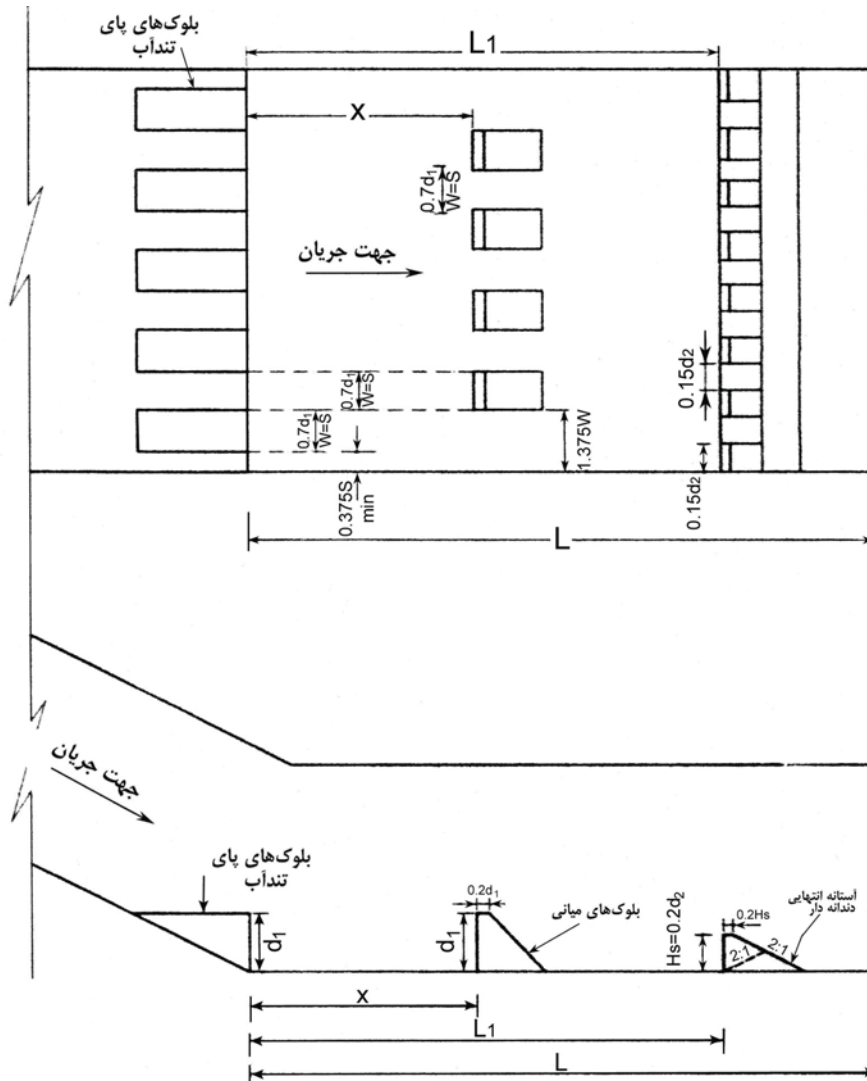 بلوک‌های پای
تندآب
L1
x
0.7d1
W=S
جهت جریان
0.7d1
W=S
0.7d1
W=S
0.15d2
1.375W
0.15d2
0.375S
min
L
جهت جریان
بلوک‌های پای
تندآب
0.2d1
بلوک‌های میانی
d1
d1
Hs=0.2d2
0.2Hs
آستانه انتهایی
دندانه دار
2:1
2:1
x
L1
L